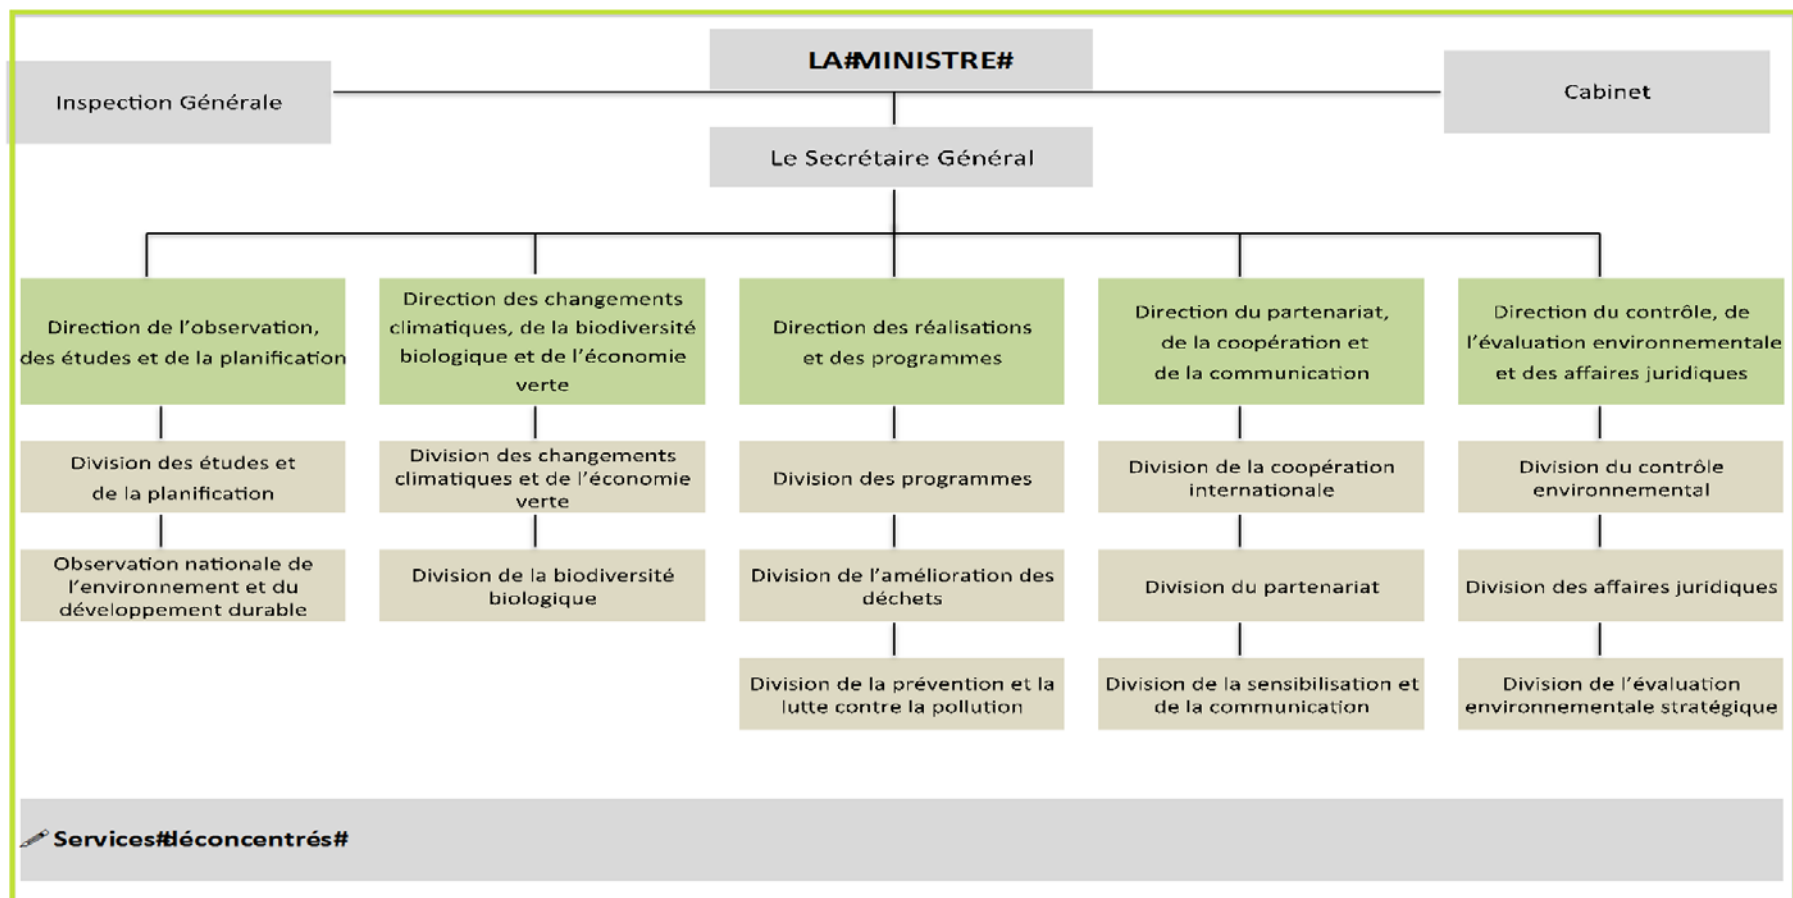 LA#MINISTRE#
Inspection Générale
Cabinet
Le Secrétaire Général
Direction de l’observation,
des études et de la planification
Direction des changements
climatiques, de la biodiversité
biologique et de l’économie
verte
Direction des réalisations
et des programmes
Direction du partenariat,
de la coopération et
de la communication
Direction du contrôle, de
l’évaluation environnementale
et des affaires juridiques
Division des études et
de la planification
Division des changements
climatiques et de l’économie
verte
Division des programmes
Division de la coopération
internationale
Division du contrôle
environnemental
Observation nationale de
l’environnement et du
développement durable
Division de la biodiversité
biologique
Division de l’amélioration des
déchets
Division du partenariat
Division des affaires juridiques
Division de la prévention et la
lutte contre la pollution
Division de la sensibilisation et
de la communication
Division de l’évaluation
environnementale stratégique
Services#déconcentrés#